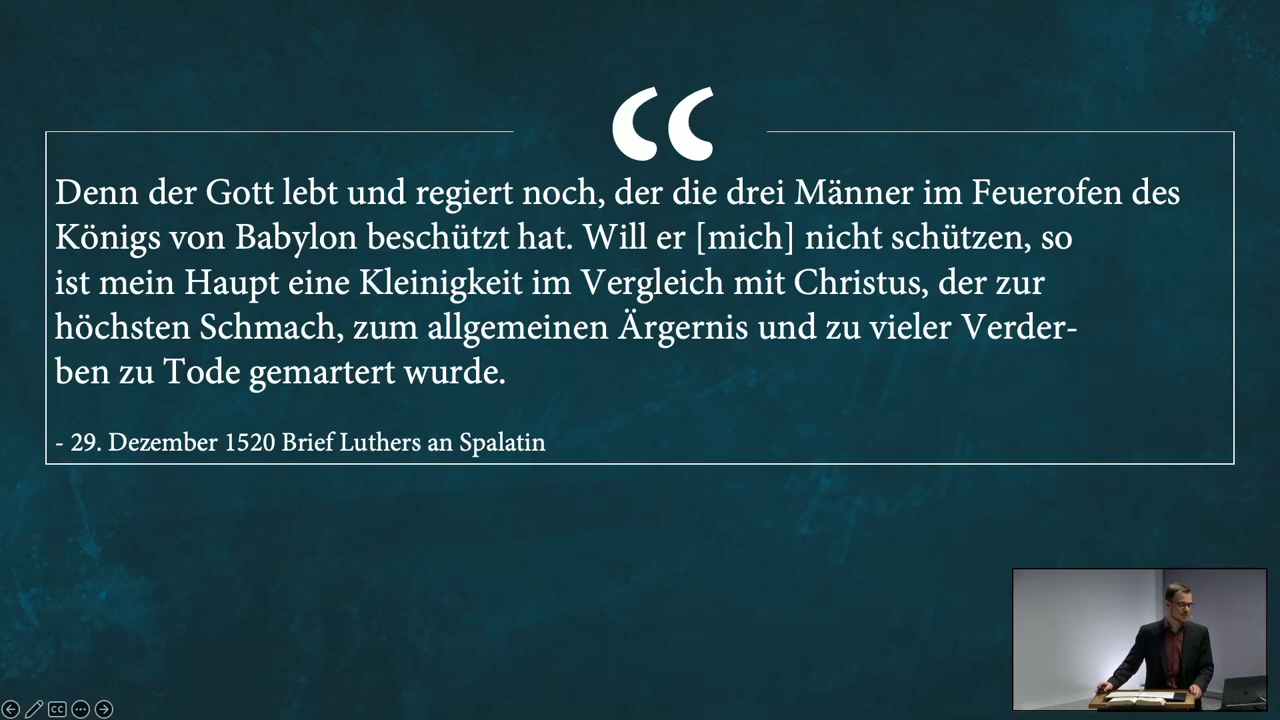 “
Denn der Gott lebt und regiert noch, der die drei Männer im Feuerofen des
Königs von Babylon beschützt hat. Will er [mich] nicht schützen, so
ist mein Haupt eine Kleinigkeit im Vergleich mit Christus, der zur
höchsten Schmach, zum allgemeinen Ärgernis und zu vieler Verder-
ben zu Tode gemartert wurde.
- 29. Dezember 1520 Brief Luthers an Spalatin
CC